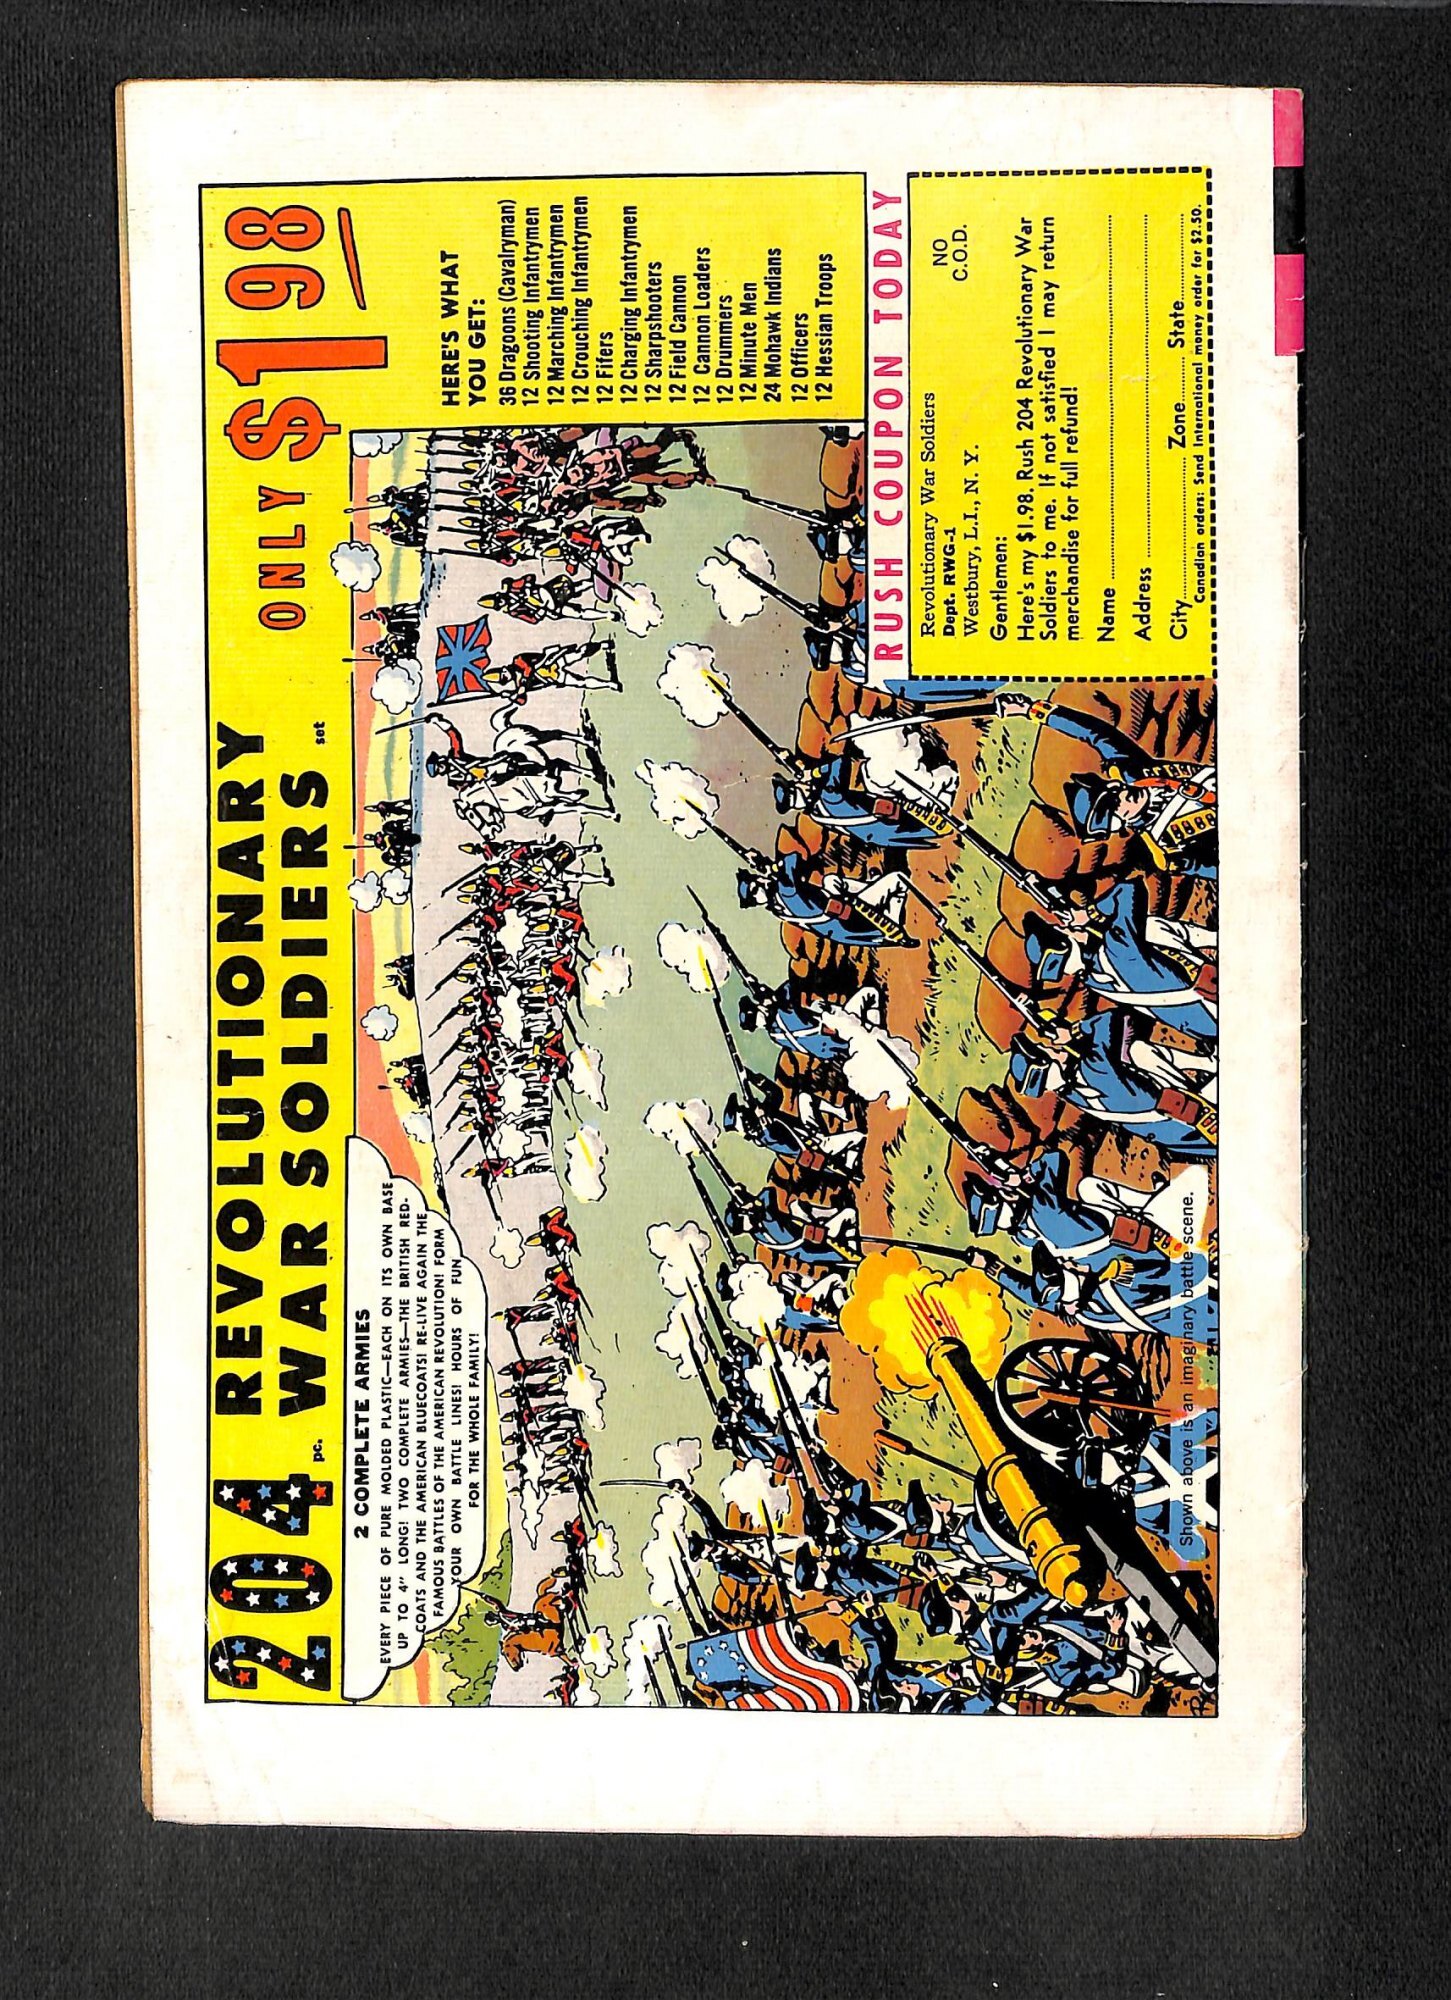 204 pc. REVOLUTIONARY
WAR SOLDIERS set
ONLY $1.98
2 COMPLETE ARMIES
EVERY PIECE OF PURE MOLDED PLASTIC—EACH ON ITS OWN BASE
UP TO 4" LONG! TWO COMPLETE ARMIES—THE BRITISH RED-
COATS AND THE AMERICAN BLUECOATS! RE-LIVE AGAIN THE
FAMOUS BATTLES OF THE AMERICAN REVOLUTION! FORM
YOUR OWN BATTLE LINES! HOURS OF FUN
FOR THE WHOLE FAMILY!
HERE'S WHAT
YOU GET:
36 Dragoons (Cavalryman)
12 Shooting Infantrymen
12 Marching Infantrymen
12 Crouching Infantrymen
12 Fifers
12 Charging Infantrymen
12 Sharpshooters
12 Field Cannon
12 Cannon Loaders
12 Drummers
12 Minute Men
24 Mohawk Indians
12 Officers
12 Hessian Troops
RUSH COUPON TODAY
Revolutionary War Soldiers
Dept. RWG-1
Westbury, L.I., N. Y.
NO
C.O.D.
Gentlemen:
Here's my $1.98. Rush 204 Revolutionary War
Soldiers to me. If not satisfied I may return
merchandise for full refund!
Name
Address
City Zone State
Canadian orders: Send International money order for $2.50.
Shown above is an imaginary battle scene.